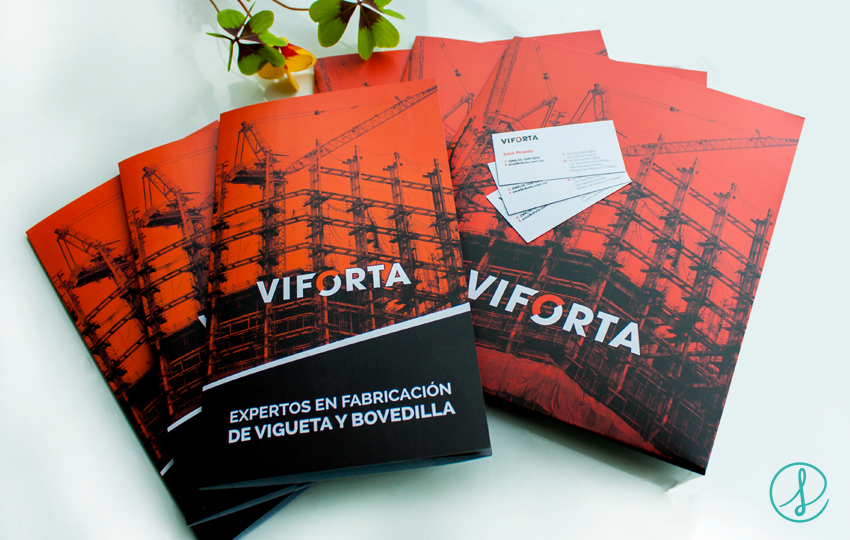 VIFORTA
VIFORTA
EXPERTOS EN FABRICACIÓN
DE VIGUETA Y BOVEDILLA
VIFORTA